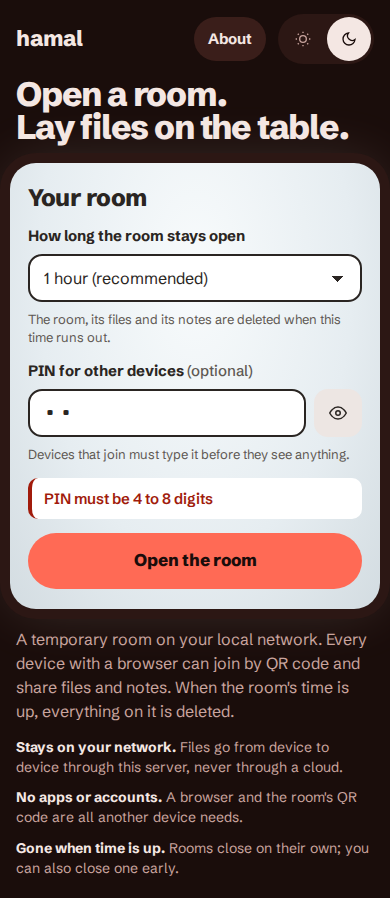 hamal
About
Open a room.
Lay files on the table.
Your room
How long the room stays open
1 hour (recommended)
The room, its files and its notes are deleted when this
time runs out.
PIN for other devices (optional)
Devices that join must type it before they see anything.
PIN must be 4 to 8 digits
Open the room
A temporary room on your local network. Every
device with a browser can join by QR code and
share files and notes. When the room's time is
up, everything on it is deleted.
Stays on your network. Files go from device to
device through this server, never through a cloud.
No apps or accounts. A browser and the room's QR
code are all another device needs.
Gone when time is up. Rooms close on their own; you
can also close one early.